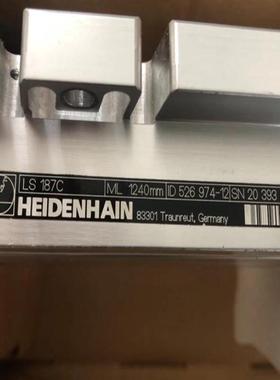 LS 187C ML 1240mm ID 526 974-12 SN 20 393
HEIDENHAIN 83301 Traunreut, Germany